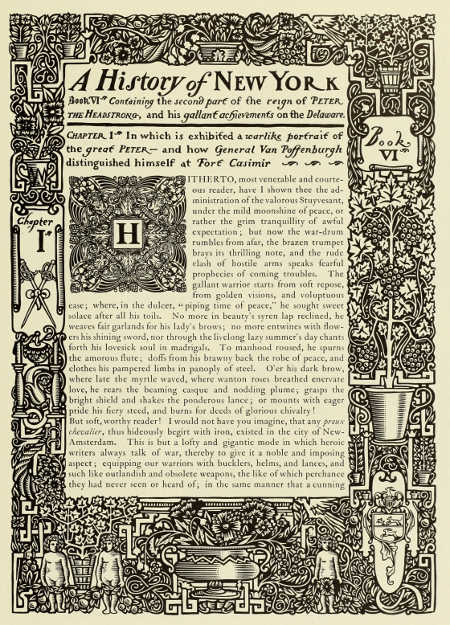 A History of NEW YORK
BOOK VI Containing the second part of the reign of PETER
THE HEADSTRONG, and his gallant achievements on the Delaware.
CHAPTER I In which is exhibited a warlike portrait of
the great PETER— and how General Van Poffenburgh
distinguished himself at Fort Casimir
Book
VI
Chapter
I
H
ITHERTO, most venerable and courte-
ous reader, have I shown thee the ad-
ministration of the valorous Stuyvesant,
under the mild moonshine of peace, or
rather the grim tranquillity of awful
expectation; but now the war-drum
rumbles from afar, the brazen trumpet
brays its thrilling note, and the rude
clash of hostile arms speaks fearful
prophecies of coming troubles. The
gallant warrior starts from soft repose,
from golden visions, and voluptuous
ease; where, in the dulcet, "piping time of peace," he sought sweet
solace after all his toils. No more in beauty's syren lap reclined, he
weaves fair garlands for his lady's brows; no more entwines with flow-
ers his shining sword, nor through the livelong lazy summer's day chants
forth his lovesick soul in madrigals. To manhood roused, he spurns
the amorous flute; doffs from his brawny back the robe of peace, and
clothes his pampered limbs in panoply of steel. O'er his dark brow,
where late the myrtle waved, where wanton roses breathed enervate
love, he rears the beaming casque and nodding plume; grasps the
bright shield and shakes the ponderous lance; or mounts with eager
pride his fiery steed, and burns for deeds of glorious chivalry!
But soft, worthy reader! I would not have you imagine, that any preux
chevalier, thus hideously begirt with iron, existed in the city of New-
Amsterdam. This is but a lofty and gigantic mode in which heroic
writers always talk of war, thereby to give it a noble and imposing
aspect; equipping our warriors with bucklers, helms, and lances, and
such like outlandish and obsolete weapons, the like of which perchance
they had never seen or heard of; in the same manner that a cunning